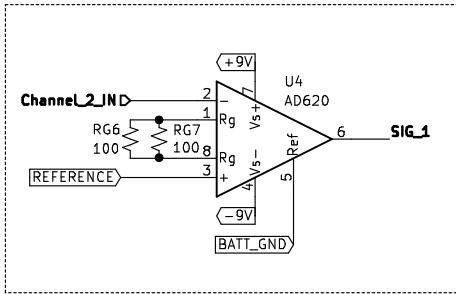 +9V
U4
AD620
Channel_2_IN
2
-
7
Vs+
1
Rg
RG6
100
RG7
100
6
SIG_1
8
Rg
Ref
REFERENCE
3
+
Vs-
4
5
-9V
BATT_GND